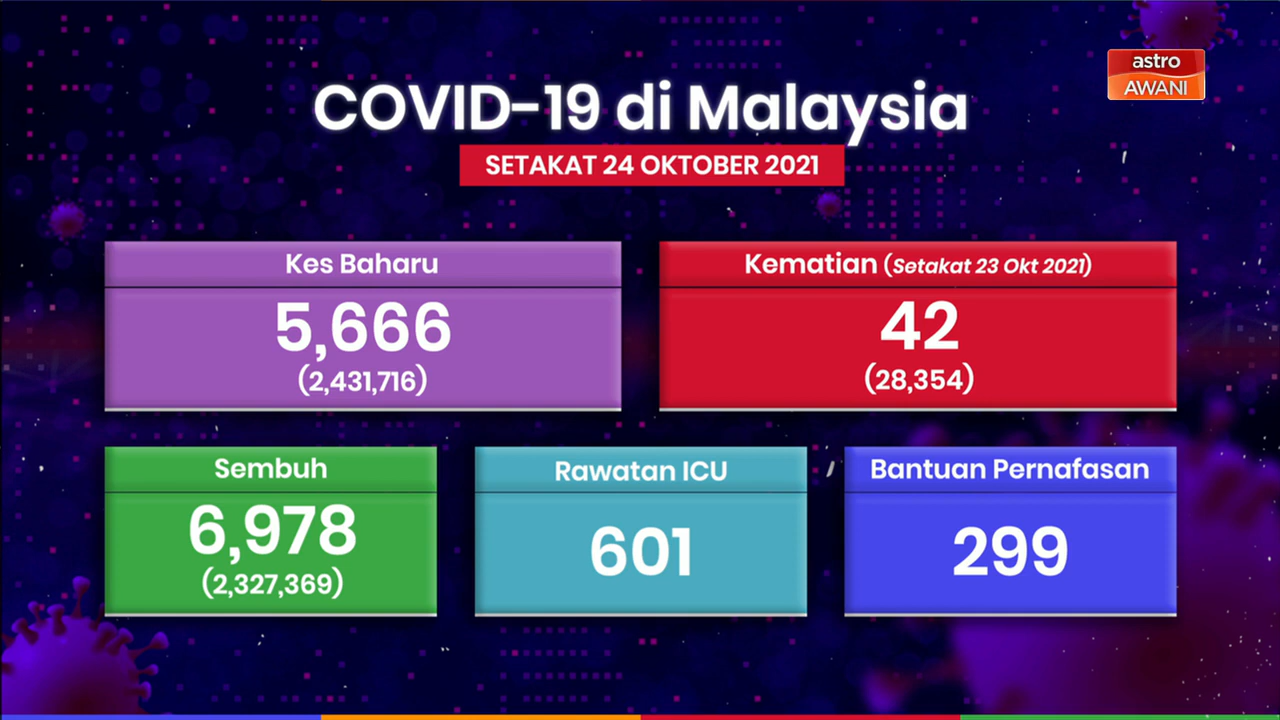 astro
AWANI
COVID-19 di Malaysia
SETAKAT 24 OKTOBER 2021
Kes Baharu
5,666
(2,431,716)
Kematian (Setakat 23 Okt 2021)
42
(28,354)
Sembuh
6,978
(2,327,369)
Rawatan ICU
601
Bantuan Pernafasan
299